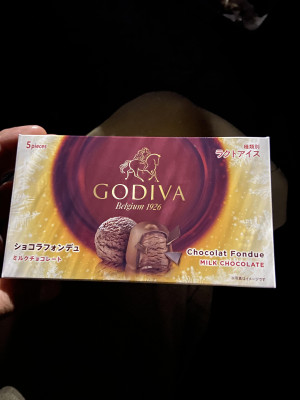 5 pieces
種類別
ラクトアイス
GODIVA
Belgium 1926
ショコラフォンデュ
ミルクチョコレート
Chocolat Fondue
MILK CHOCOLATE